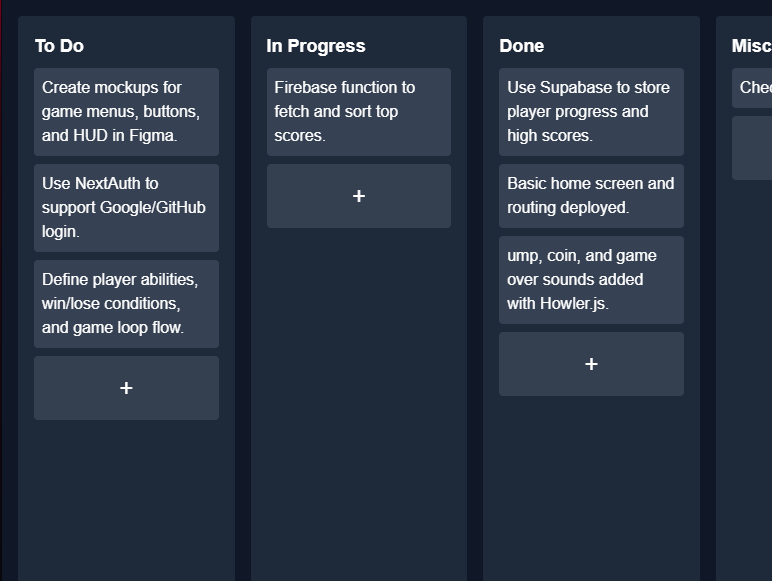 To Do
Create mockups for
game menus, buttons,
and HUD in Figma.
Use NextAuth to
support Google/GitHub
login.
Define player abilities,
win/lose conditions,
and game loop flow.
+
In Progress
Firebase function to
fetch and sort top
scores.
+
Done
Use Supabase to store
player progress and
high scores.
Basic home screen and
routing deployed.
ump, coin, and game
over sounds added
with Howler.js.
+
Misc